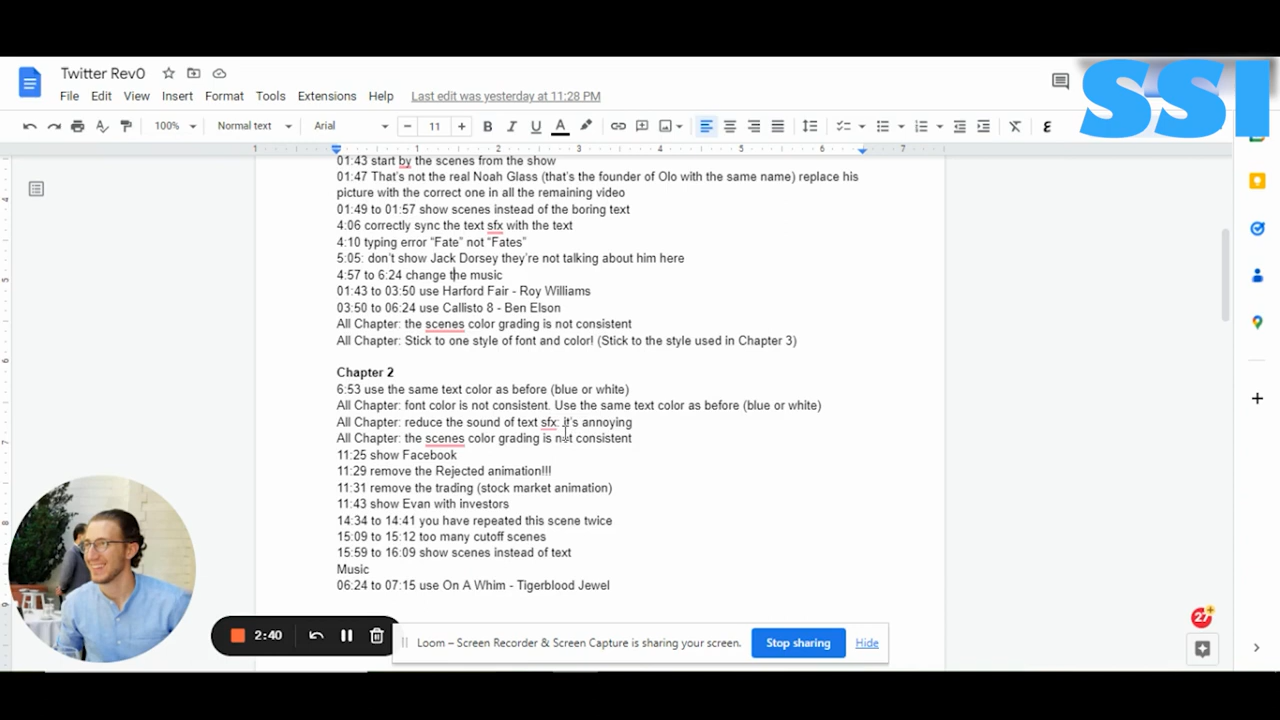 Twitter Rev0
SSI
File Edit View Insert Format Tools Extensions Help Last edit was yesterday at 11:28 PM
100% Normal text Arial 11 B I U A
1 1 2 3 4 5 6 7
01:43 start by the scenes from the show
01:47 That's not the real Noah Glass (that's the founder of Olo with the same name) replace his
picture with the correct one in all the remaining video
01:49 to 01:57 show scenes instead of the boring text
4:06 correctly sync the text sfx with the text
4:10 typing error “Fate” not “Fates”
5:05: don't show Jack Dorsey they're not talking about him here
4:57 to 6:24 change the music
01:43 to 03:50 use Harford Fair - Roy Williams
03:50 to 06:24 use Callisto 8 - Ben Elson
All Chapter: the scenes color grading is not consistent
All Chapter: Stick to one style of font and color! (Stick to the style used in Chapter 3)
Chapter 2
6:53 use the same text color as before (blue or white)
All Chapter: font color is not consistent. Use the same text color as before (blue or white)
All Chapter: reduce the sound of text sfx: it's annoying
All Chapter: the scenes color grading is not consistent
11:25 show Facebook
11:29 remove the Rejected animation!!!
11:31 remove the trading (stock market animation)
11:43 show Evan with investors
14:34 to 14:41 you have repeated this scene twice
15:09 to 15:12 too many cutoff scenes
15:59 to 16:09 show scenes instead of text
Music
06:24 to 07:15 use On A Whim - Tigerblood Jewel
27
2:40
Loom – Screen Recorder & Screen Capture is sharing your screen. Stop sharing Hide